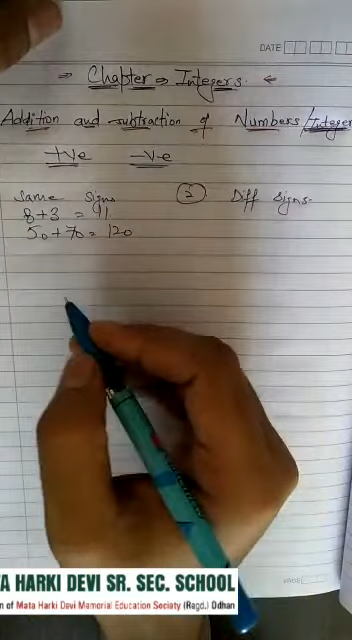 DATE
⇒ Chapter ⇒ Integers. ⇐
Addition and subtraction of Numbers/Integer
+Ve -Ve
Same Signs
8+3 = 11
50+70 = 120
② Diff Signs.
PAGE
A HARKI DEVI SR. SEC. SCHOOL
n of Mata Harki Devi Memorial Education Society (Regd.) Odhan